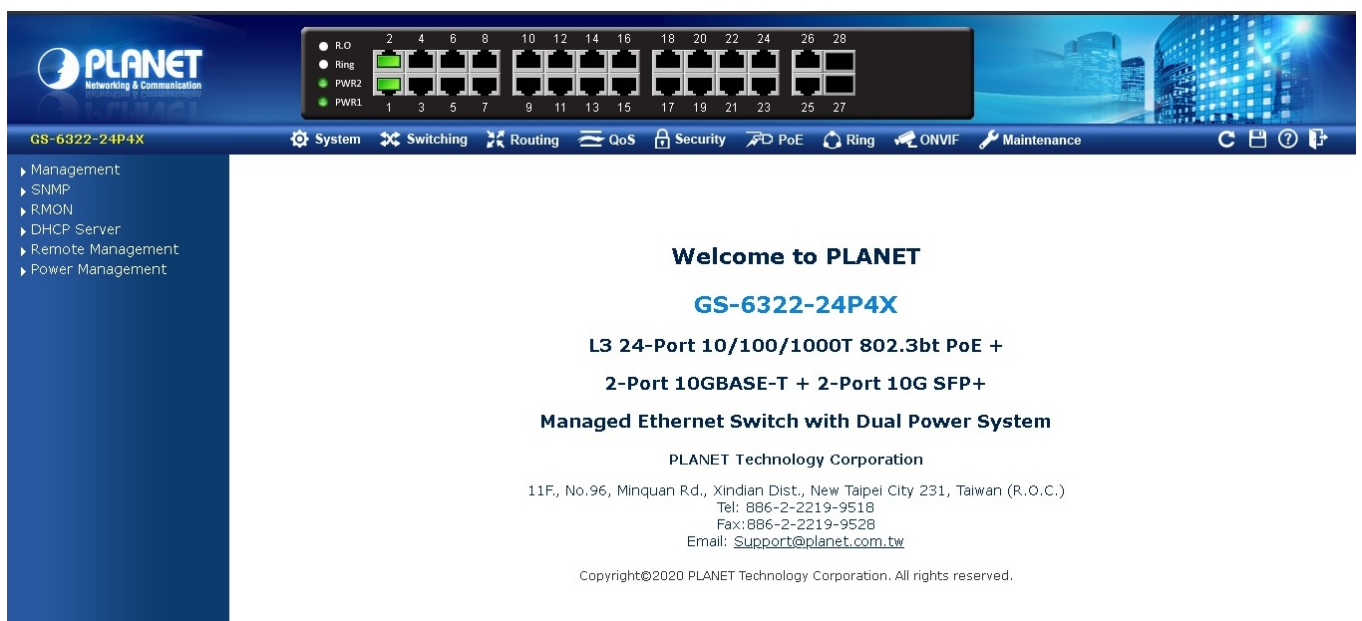 PLANET
Networking & Communication
R.O
Ring
PWR2
PWR1
2 4 6 8 10 12 14 16 18 20 22 24 26 28
1 3 5 7 9 11 13 15 17 19 21 23 25 27
GS-6322-24P4X
System Switching Routing QoS Security PoE Ring ONVIF Maintenance
Management
SNMP
RMON
DHCP Server
Remote Management
Power Management
Welcome to PLANET
GS-6322-24P4X
L3 24-Port 10/100/1000T 802.3bt PoE +
2-Port 10GBASE-T + 2-Port 10G SFP+
Managed Ethernet Switch with Dual Power System
PLANET Technology Corporation
11F., No.96, Minquan Rd., Xindian Dist., New Taipei City 231, Taiwan (R.O.C.)
Tel: 886-2-2219-9518
Fax:886-2-2219-9528
Email: Support@planet.com.tw
Copyright©2020 PLANET Technology Corporation. All rights reserved.